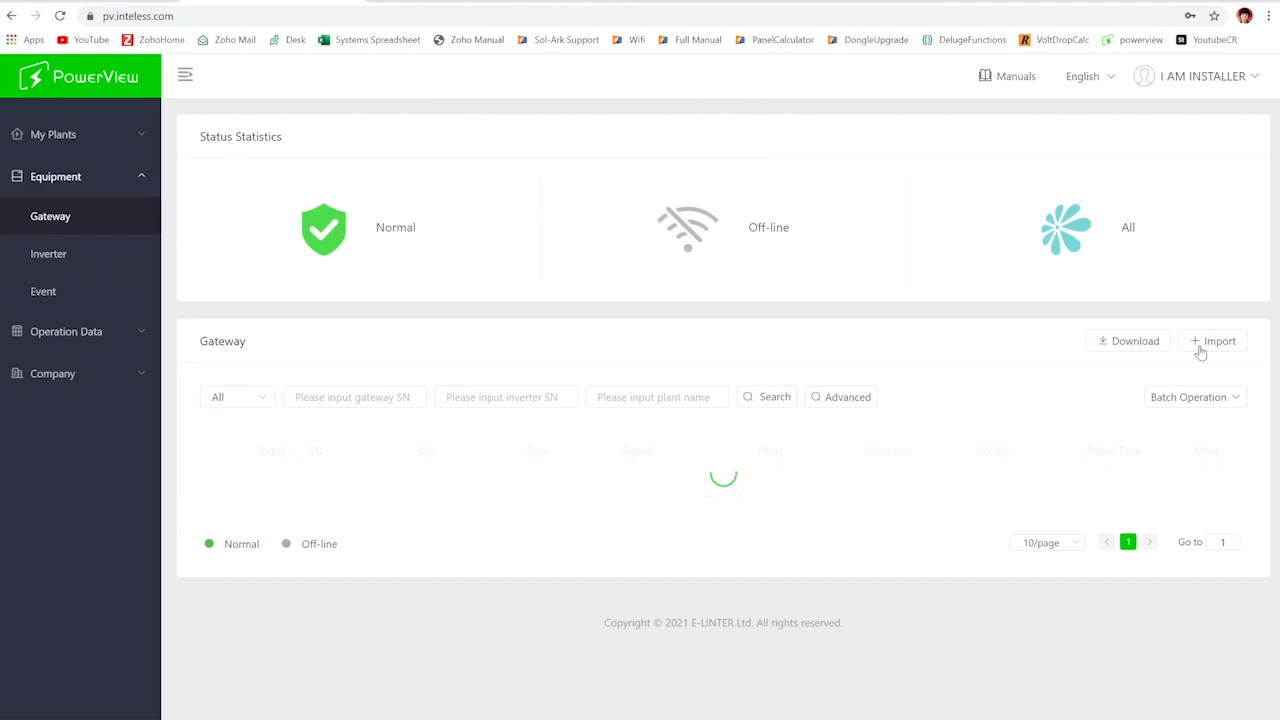 pv.inteless.com
Apps YouTube ZohoHome Zoho Mail Desk Systems Spreadsheet Zoho Manual Sol-Ark Support Wifi Full Manual PanelCalculator DongleUpgrade DelugeFunctions VoltDropCalc powerview YoutubeCR
PowerView
Manuals English I AM INSTALLER
My Plants
Equipment
Gateway
Inverter
Event
Operation Data
Company
Status Statistics
Normal Off-line All
Gateway Download Import
All Please input gateway SN Please input inverter SN Please input plant name Search Advanced Batch Operation
Status SN Key Type Signal Plant Customer SW Ver. Online Time More
No Data
Normal Off-line 10/page 1 Go to 1
Copyright © 2021 E-LINTER Ltd. All rights reserved.